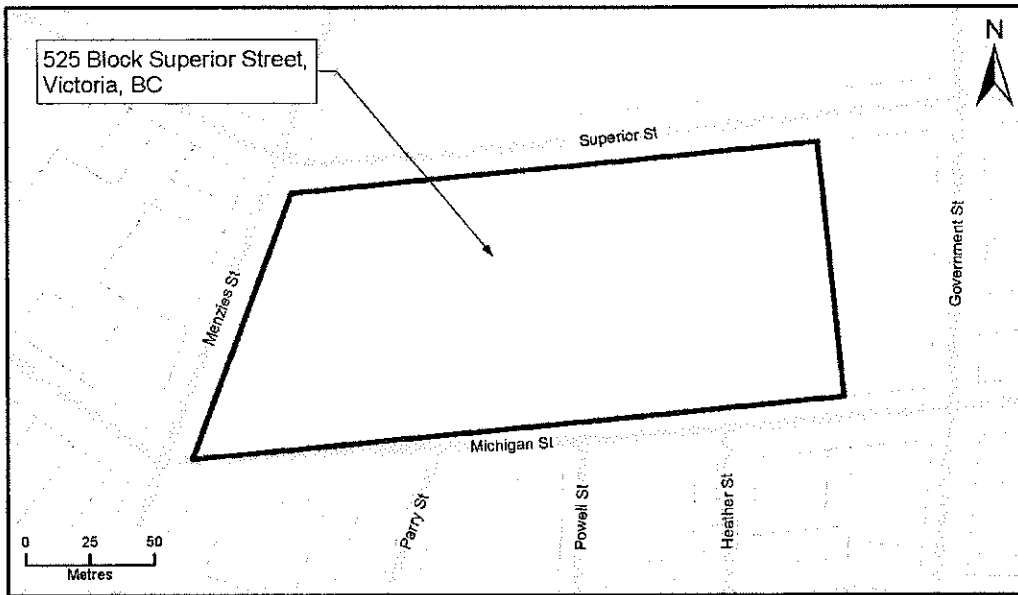 525 Block Superior Street,
Victoria, BC
N
Superior St
Menzies St
Government St
Michigan St
Parry St
Powell St
Heather St
0 25 50
Metres